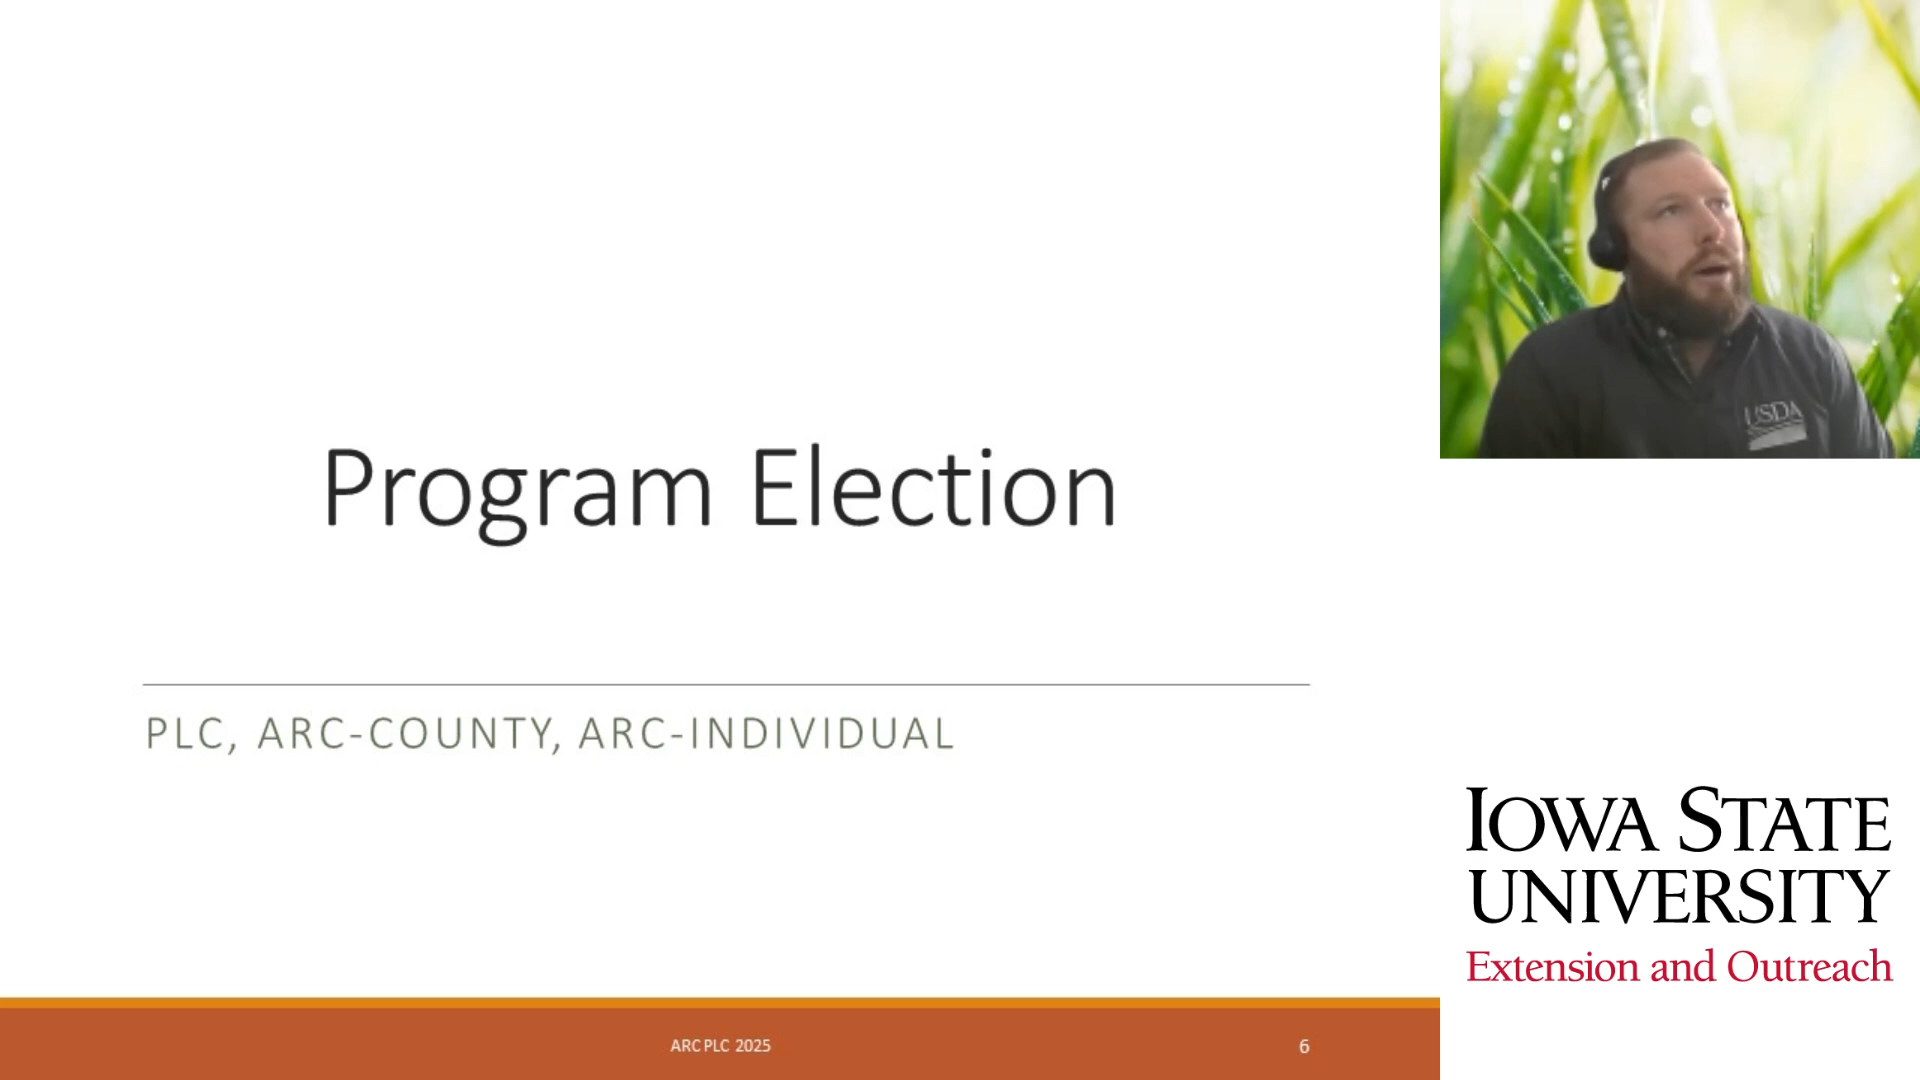 Program Election
PLC, ARC-COUNTY, ARC-INDIVIDUAL
ARC PLC 2025
6
USDA
IOWA STATE
UNIVERSITY
Extension and Outreach